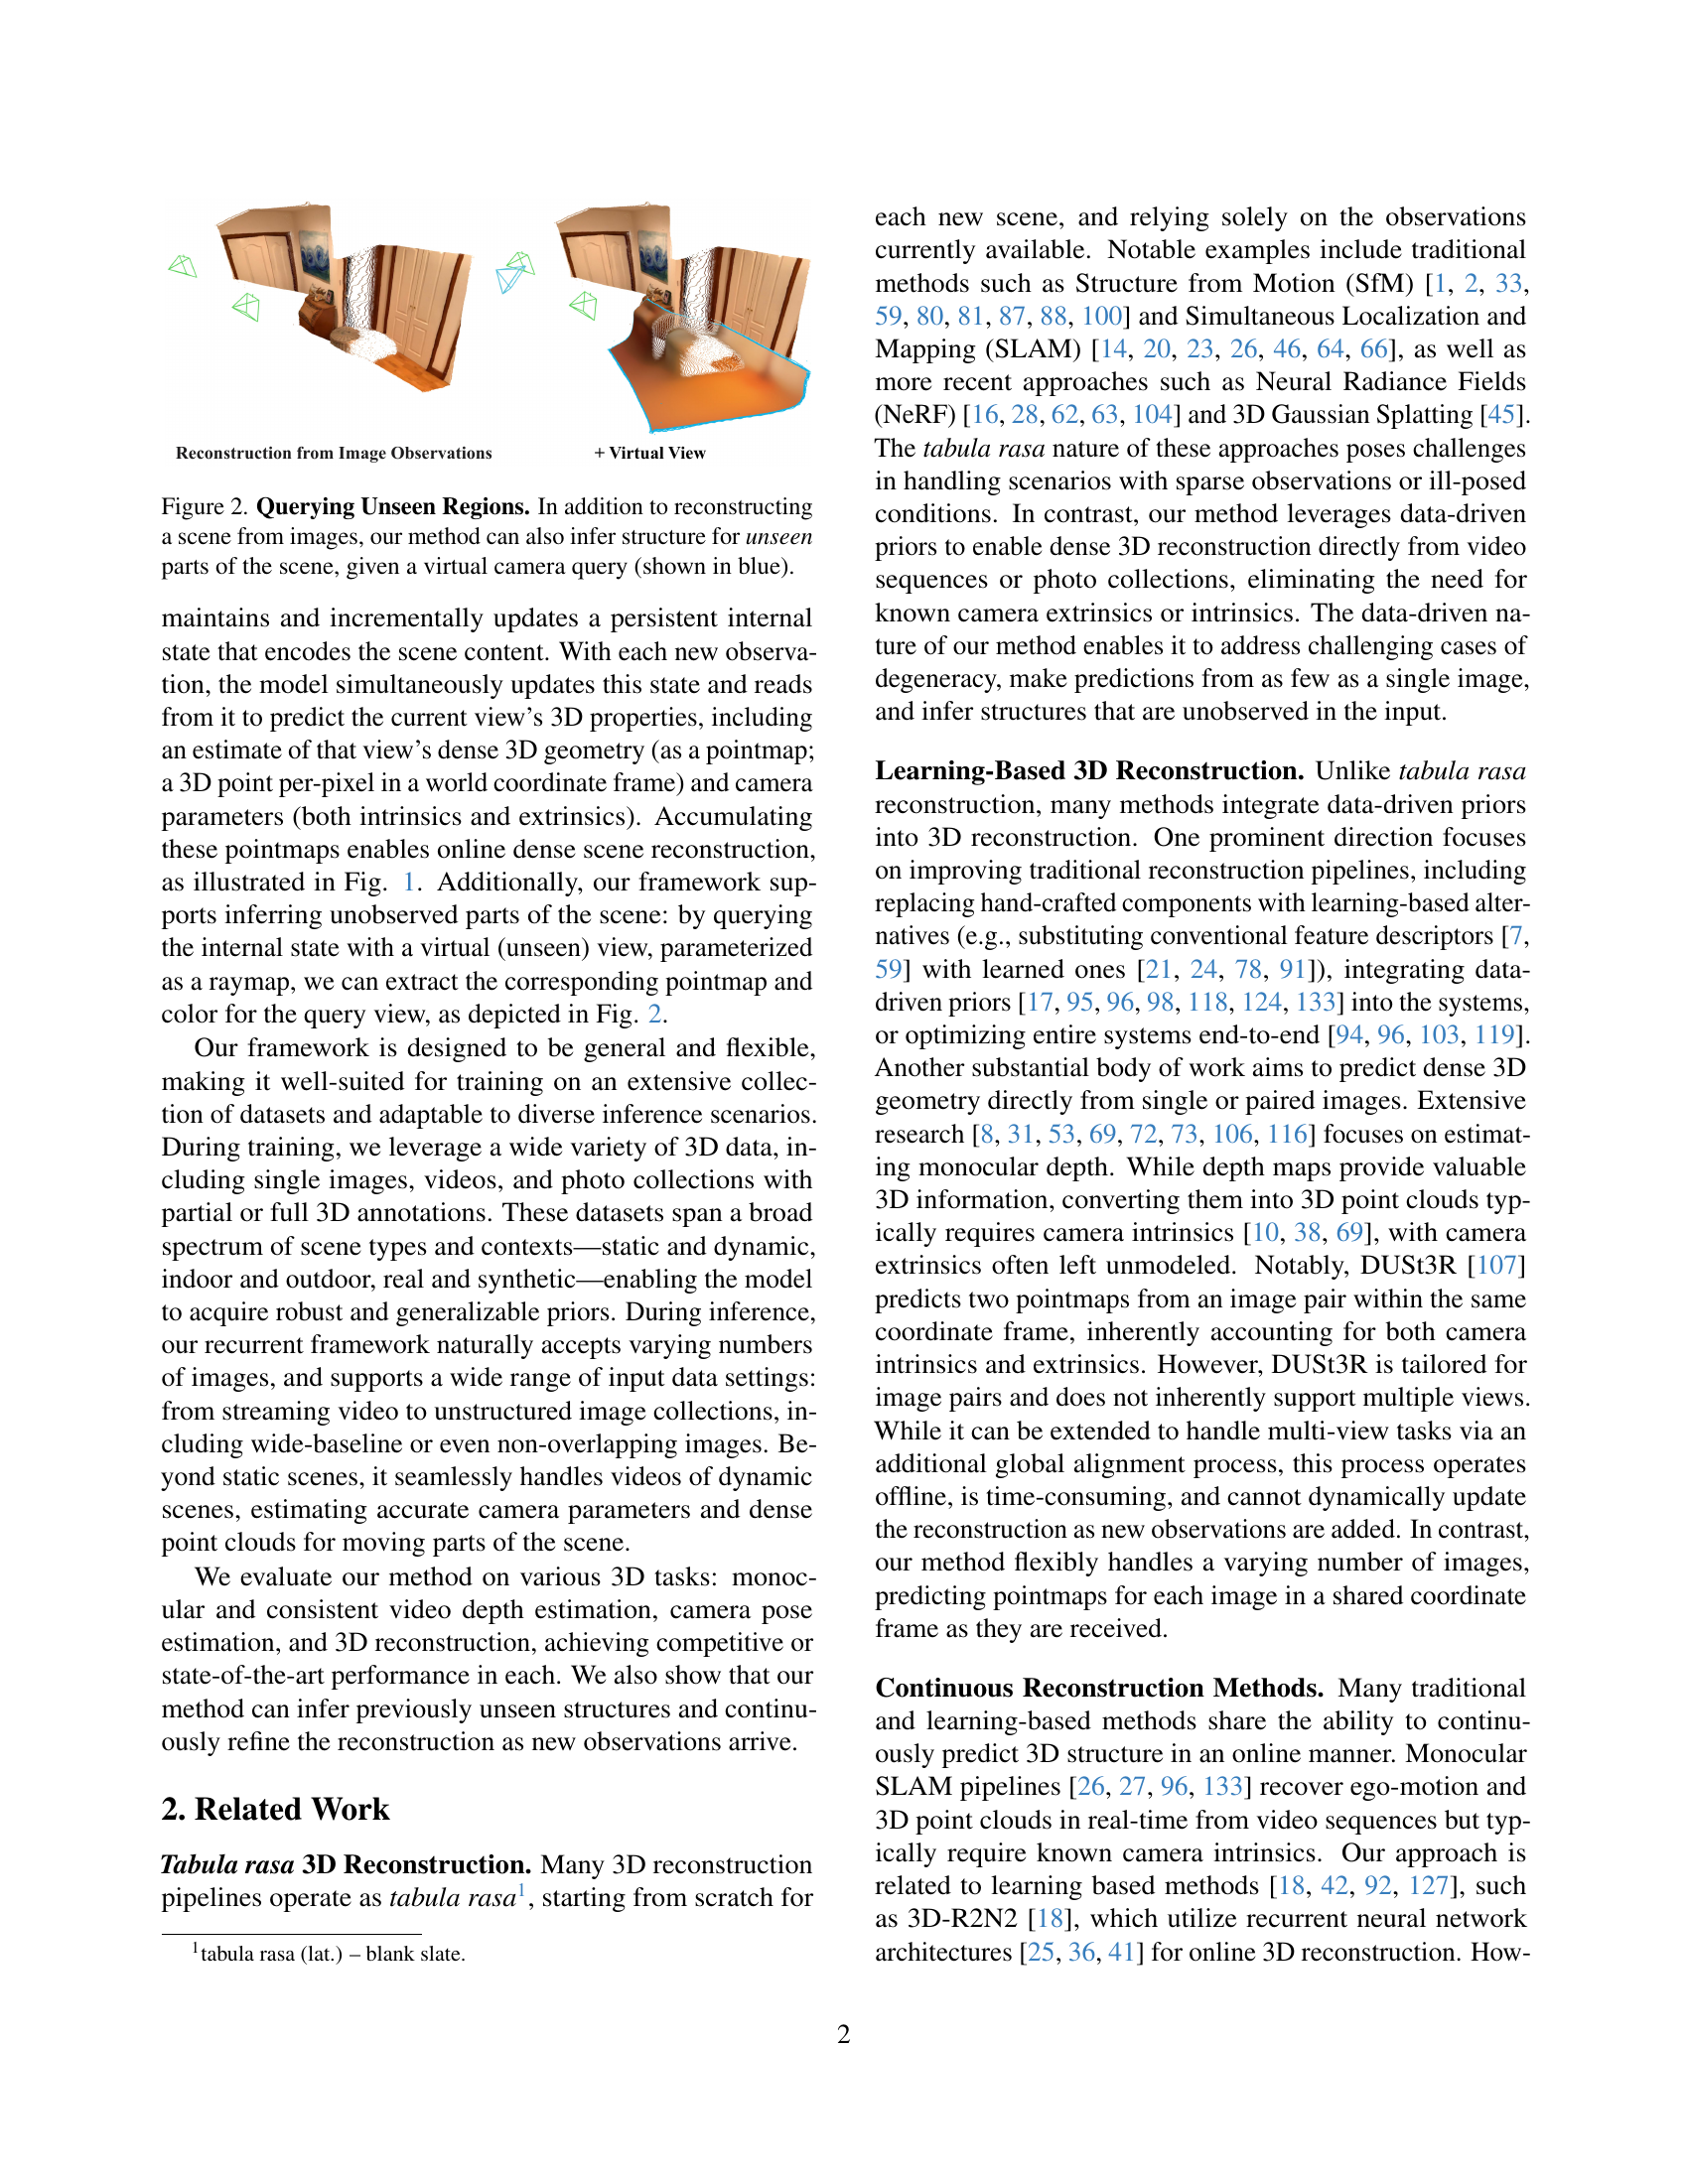 Reconstruction from Image Observations
+ Virtual View
Figure 2. Querying Unseen Regions. In addition to reconstructing
a scene from images, our method can also infer structure for unseen
parts of the scene, given a virtual camera query (shown in blue).
maintains and incrementally updates a persistent internal
state that encodes the scene content. With each new observa-
tion, the model simultaneously updates this state and reads
from it to predict the current view's 3D properties, including
an estimate of that view's dense 3D geometry (as a pointmap;
a 3D point per-pixel in a world coordinate frame) and camera
parameters (both intrinsics and extrinsics). Accumulating
these pointmaps enables online dense scene reconstruction,
as illustrated in Fig. 1. Additionally, our framework sup-
ports inferring unobserved parts of the scene: by querying
the internal state with a virtual (unseen) view, parameterized
as a raymap, we can extract the corresponding pointmap and
color for the query view, as depicted in Fig. 2.
Our framework is designed to be general and flexible,
making it well-suited for training on an extensive collec-
tion of datasets and adaptable to diverse inference scenarios.
During training, we leverage a wide variety of 3D data, in-
cluding single images, videos, and photo collections with
partial or full 3D annotations. These datasets span a broad
spectrum of scene types and contexts—static and dynamic,
indoor and outdoor, real and synthetic—enabling the model
to acquire robust and generalizable priors. During inference,
our recurrent framework naturally accepts varying numbers
of images, and supports a wide range of input data settings:
from streaming video to unstructured image collections, in-
cluding wide-baseline or even non-overlapping images. Be-
yond static scenes, it seamlessly handles videos of dynamic
scenes, estimating accurate camera parameters and dense
point clouds for moving parts of the scene.
We evaluate our method on various 3D tasks: monoc-
ular and consistent video depth estimation, camera pose
estimation, and 3D reconstruction, achieving competitive or
state-of-the-art performance in each. We also show that our
method can infer previously unseen structures and continu-
ously refine the reconstruction as new observations arrive.
2. Related Work
Tabula rasa 3D Reconstruction. Many 3D reconstruction
pipelines operate as tabula rasa1, starting from scratch for
1tabula rasa (lat.) – blank slate.
each new scene, and relying solely on the observations
currently available. Notable examples include traditional
methods such as Structure from Motion (SfM) [1, 2, 33,
59, 80, 81, 87, 88, 100] and Simultaneous Localization and
Mapping (SLAM) [14, 20, 23, 26, 46, 64, 66], as well as
more recent approaches such as Neural Radiance Fields
(NeRF) [16, 28, 62, 63, 104] and 3D Gaussian Splatting [45].
The tabula rasa nature of these approaches poses challenges
in handling scenarios with sparse observations or ill-posed
conditions. In contrast, our method leverages data-driven
priors to enable dense 3D reconstruction directly from video
sequences or photo collections, eliminating the need for
known camera extrinsics or intrinsics. The data-driven na-
ture of our method enables it to address challenging cases of
degeneracy, make predictions from as few as a single image,
and infer structures that are unobserved in the input.
Learning-Based 3D Reconstruction. Unlike tabula rasa
reconstruction, many methods integrate data-driven priors
into 3D reconstruction. One prominent direction focuses
on improving traditional reconstruction pipelines, including
replacing hand-crafted components with learning-based alter-
natives (e.g., substituting conventional feature descriptors [7,
59] with learned ones [21, 24, 78, 91]), integrating data-
driven priors [17, 95, 96, 98, 118, 124, 133] into the systems,
or optimizing entire systems end-to-end [94, 96, 103, 119].
Another substantial body of work aims to predict dense 3D
geometry directly from single or paired images. Extensive
research [8, 31, 53, 69, 72, 73, 106, 116] focuses on estimat-
ing monocular depth. While depth maps provide valuable
3D information, converting them into 3D point clouds typ-
ically requires camera intrinsics [10, 38, 69], with camera
extrinsics often left unmodeled. Notably, DUSt3R [107]
predicts two pointmaps from an image pair within the same
coordinate frame, inherently accounting for both camera
intrinsics and extrinsics. However, DUSt3R is tailored for
image pairs and does not inherently support multiple views.
While it can be extended to handle multi-view tasks via an
additional global alignment process, this process operates
offline, is time-consuming, and cannot dynamically update
the reconstruction as new observations are added. In contrast,
our method flexibly handles a varying number of images,
predicting pointmaps for each image in a shared coordinate
frame as they are received.
Continuous Reconstruction Methods. Many traditional
and learning-based methods share the ability to continu-
ously predict 3D structure in an online manner. Monocular
SLAM pipelines [26, 27, 96, 133] recover ego-motion and
3D point clouds in real-time from video sequences but typ-
ically require known camera intrinsics. Our approach is
related to learning based methods [18, 42, 92, 127], such
as 3D-R2N2 [18], which utilize recurrent neural network
architectures [25, 36, 41] for online 3D reconstruction. How-
2